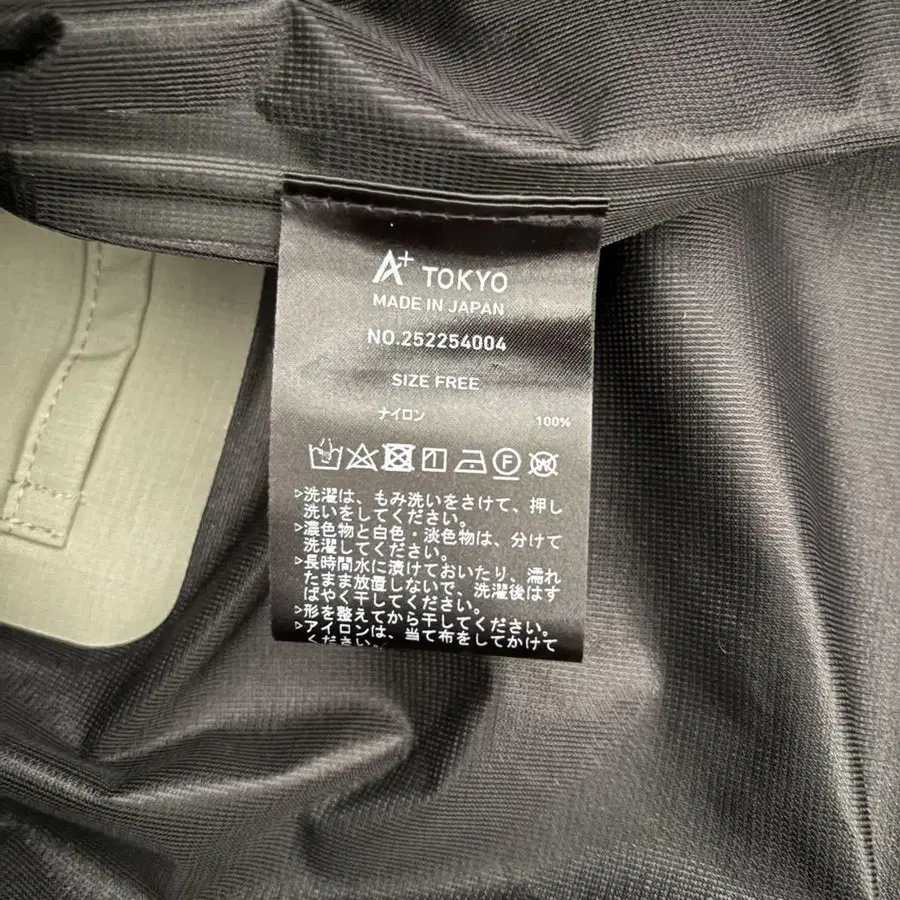 A+ TOKYO
MADE IN JAPAN
NO.252254004
SIZE FREE
ナイロン 100%
F W
▷洗濯は、もみ洗いをさけて、押し
洗いをしてください。
▷濃色物と白色・淡色物は、分けて
洗濯してください。
▷長時間水に漬けておいたり、濡れ
たまま放置しないで、洗濯後はす
ばやく干してください。
▷形を整えてから干してください。
▷アイロンは、当て布をしてかけて
ください。